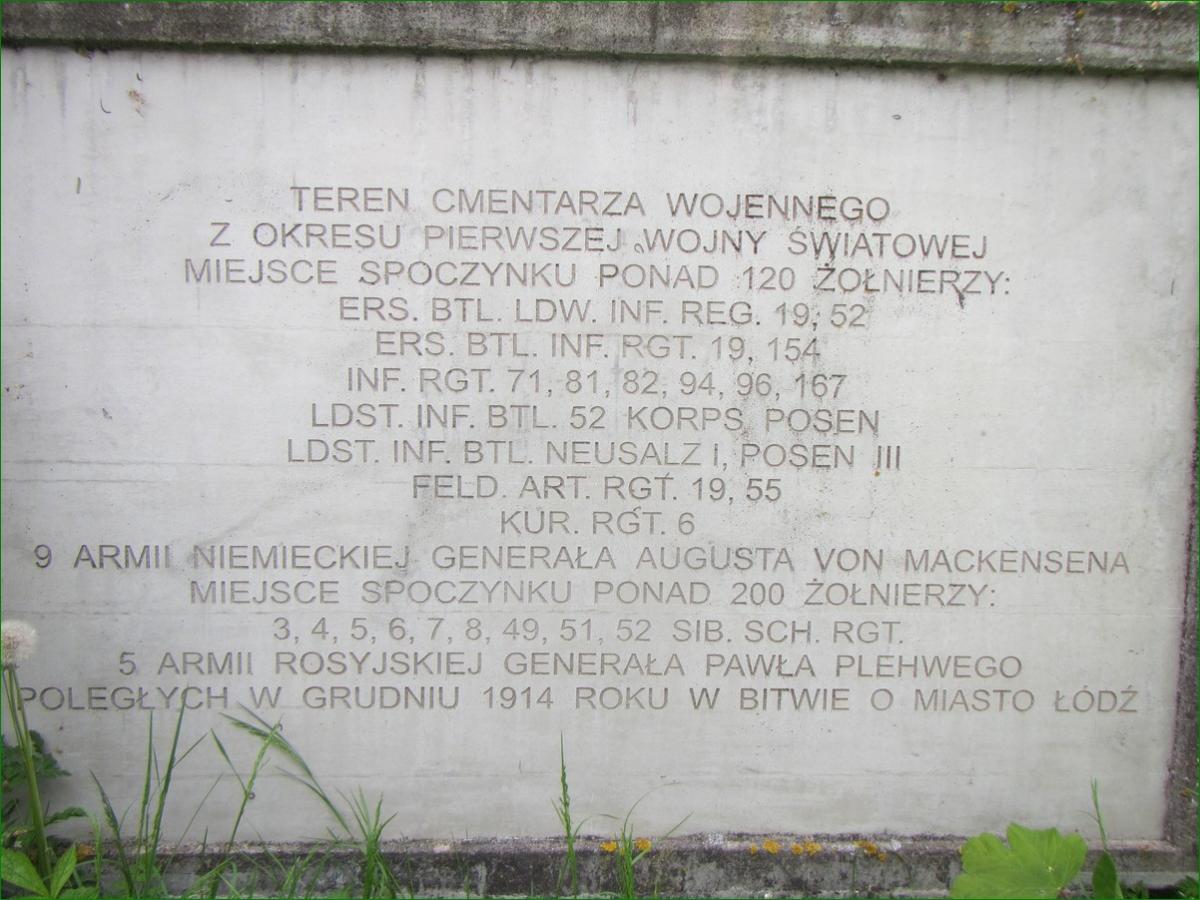 TEREN CMENTARZA WOJENNEGO
Z OKRESU PIERWSZEJ WOJNY ŚWIATOWEJ
MIEJSCE SPOCZYNKU PONAD 120 ŻOŁNIERZY:
ERS. BTL. LDW. INF. REG. 19, 52
ERS. BTL. INF. RGT. 19, 154
INF. RGT. 71, 81, 82, 94, 96, 167
LDST. INF. BTL. 52 KORPS POSEN
LDST. INF. BTL. NEUSALZ I, POSEN III
FELD. ART. RGT. 19, 55
KUR. RGT. 6
9 ARMII NIEMIECKIEJ GENERAŁA AUGUSTA VON MACKENSENA
MIEJSCE SPOCZYNKU PONAD 200 ŻOŁNIERZY:
3, 4, 5, 6, 7, 8, 49, 51, 52 SIB. SCH. RGT.
5 ARMII ROSYJSKIEJ GENERAŁA PAWŁA PLEHWEGO
POLEGŁYCH W GRUDNIU 1914 ROKU W BITWIE O MIASTO ŁÓDŹ